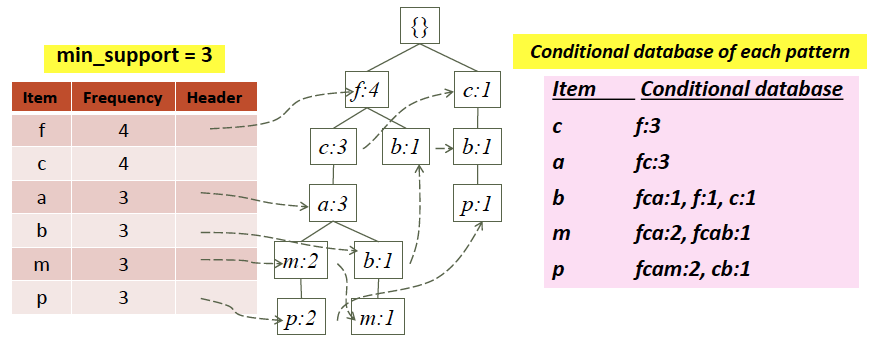 min_support = 3
Item Frequency Header
f 4
c 4
a 3
b 3
m 3
p 3
{}
f:4 c:1
c:3 b:1 b:1
a:3 p:1
m:2 b:1
p:2 m:1
Conditional database of each pattern
Item Conditional database
c f:3
a fc:3
b fca:1, f:1, c:1
m fca:2, fcab:1
p fcam:2, cb:1